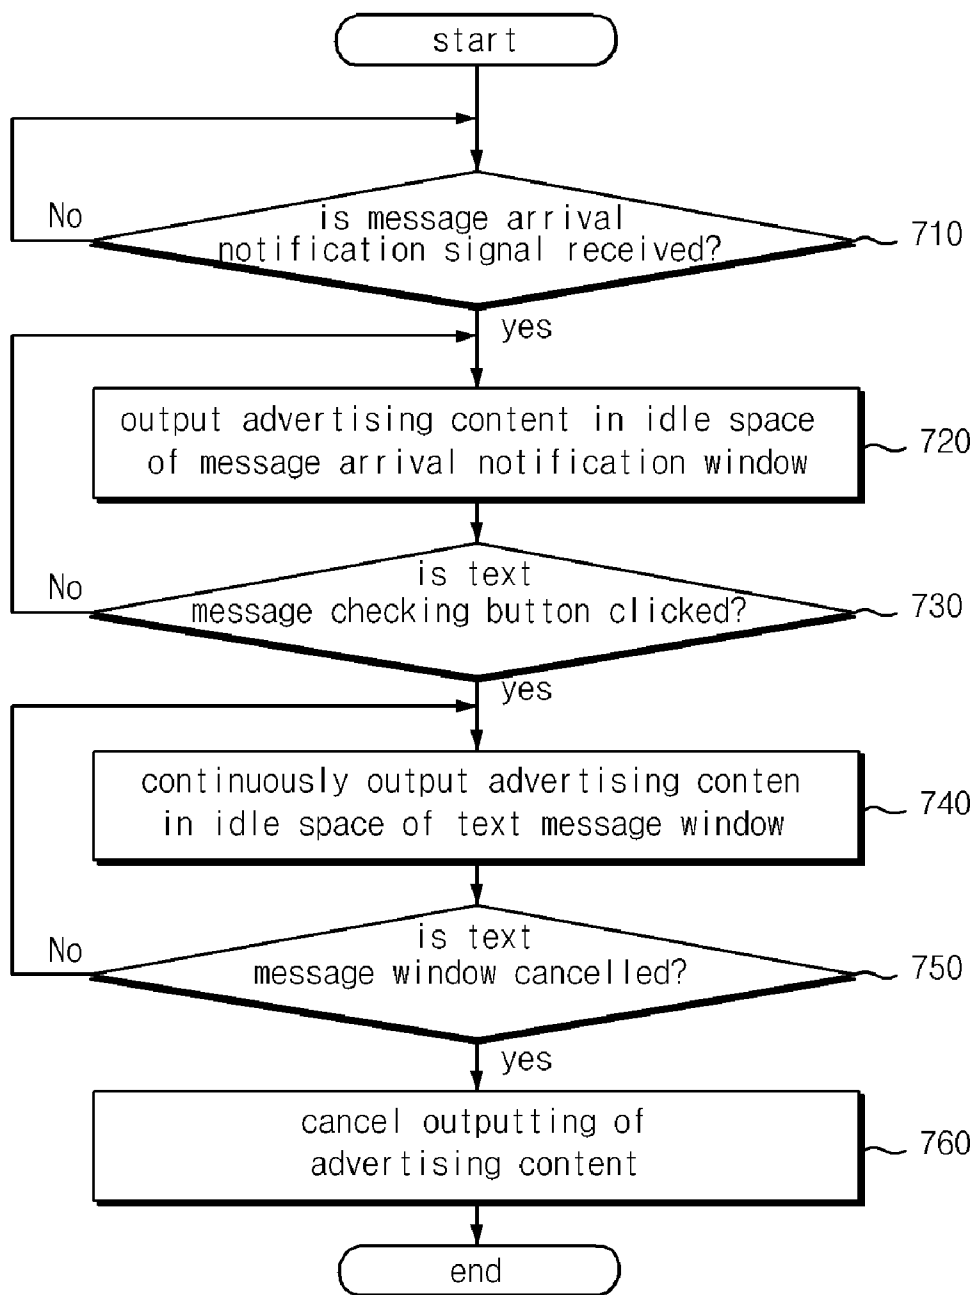 start
No
is message arrival
notification signal received?
710
yes
output advertising content in idle space
of message arrival notification window
720
No
is text
message checking button clicked?
730
yes
continuously output advertising conten
in idle space of text message window
740
No
is text
message window cancelled?
750
yes
cancel outputting of
advertising content
760
end